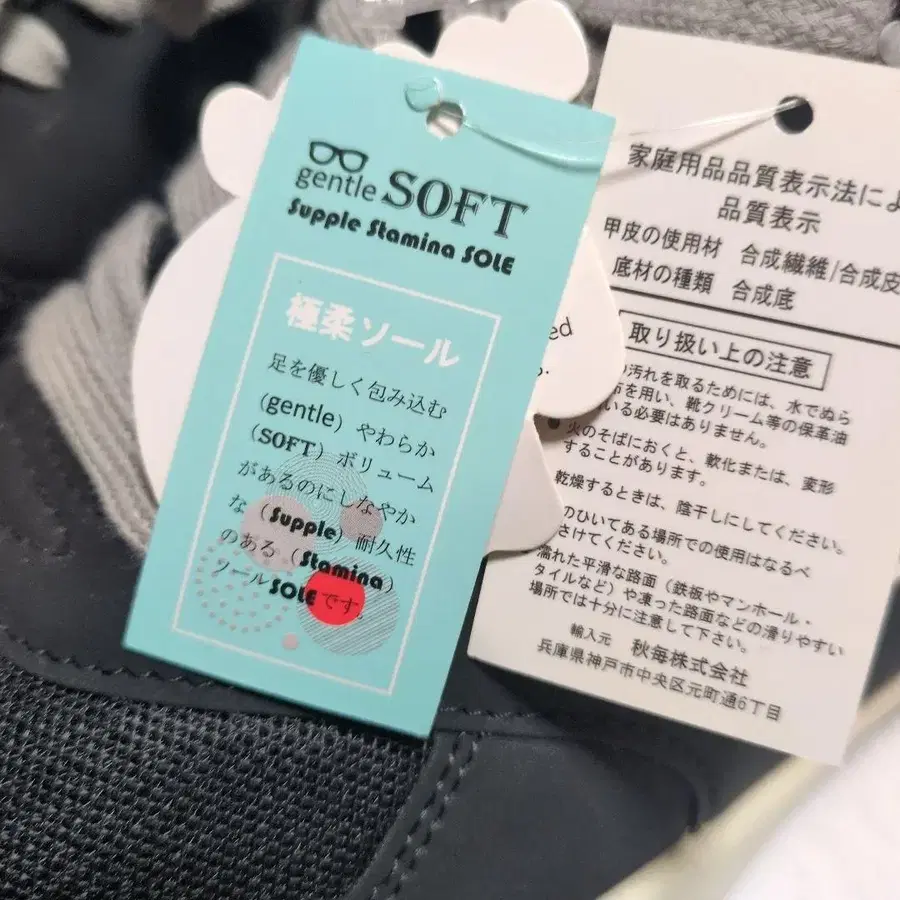 gentle SOFT
Supple Stamina SOLE
極柔ソール
足を優しく包み込む
(gentle) やわらか
(SOFT) ボリューム
があるのにしなやか
な (Supple) 耐久性
のある (Stamina)
ソールSOLEです。
ed
家庭用品品質表示法によ
品質表示
甲皮の使用材 合成繊維/合成皮
底材の種類 合成底
取り扱い上の注意
汚れを取るためには、水でぬら
を用い、靴クリーム等の保革油
いる必要はありません。
火のそばにおくと、軟化または、変形
することがあります。
乾燥するときは、陰干しにしてください。
のひいてある場所での使用はなるべ
さけてください。
濡れた平滑な路面（鉄板やマンホール・
タイルなど）や凍った路面などの滑りやすい
場所では十分に注意して下さい。
輸入元 秋毎株式会社
兵庫県神戸市中央区元町通6丁目